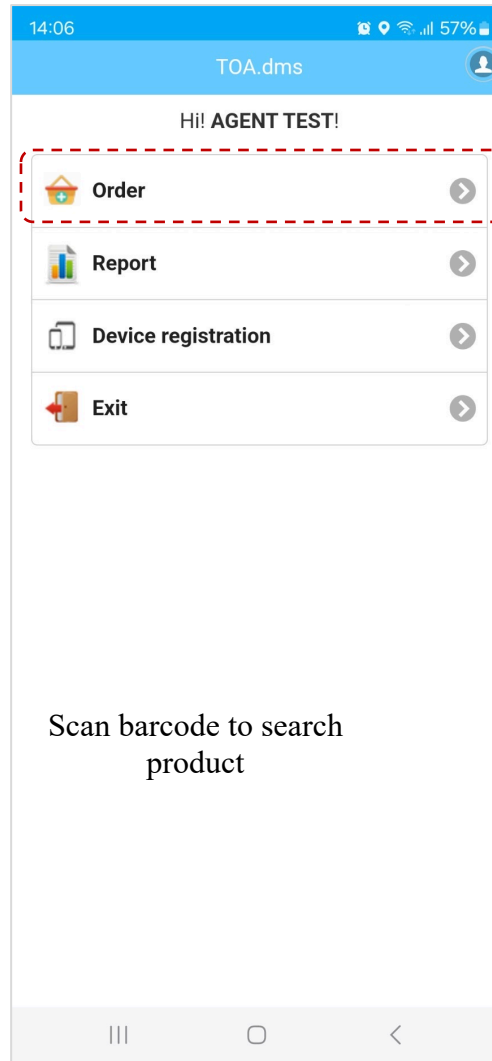 14:06 57%
TOA.dms
Hi! AGENT TEST!
Order
Report
Device registration
Exit
Scan barcode to search
product